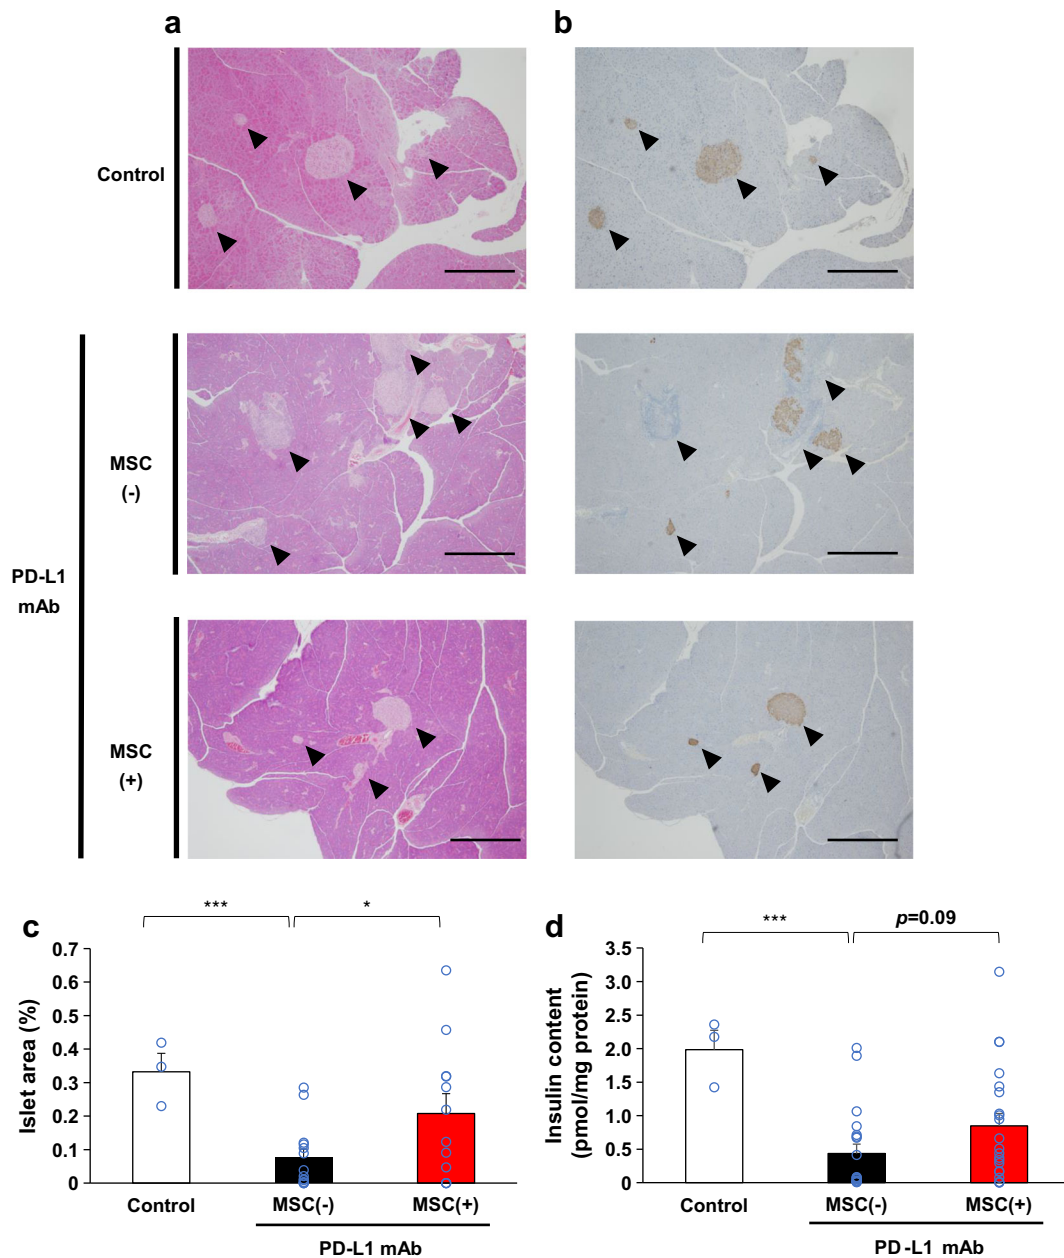 a
b
Control
MSC
(-)
PD-L1
mAb
MSC
(+)
c
*** *
Islet area (%)
0.7
0.6
0.5
0.4
0.3
0.2
0.1
0
Control MSC(-) MSC(+)
PD-L1 mAb
d
*** p=0.09
Insulin content
(pmol/mg protein)
3.5
3.0
2.5
2.0
1.5
1.0
0.5
0
Control MSC(-) MSC(+)
PD-L1 mAb